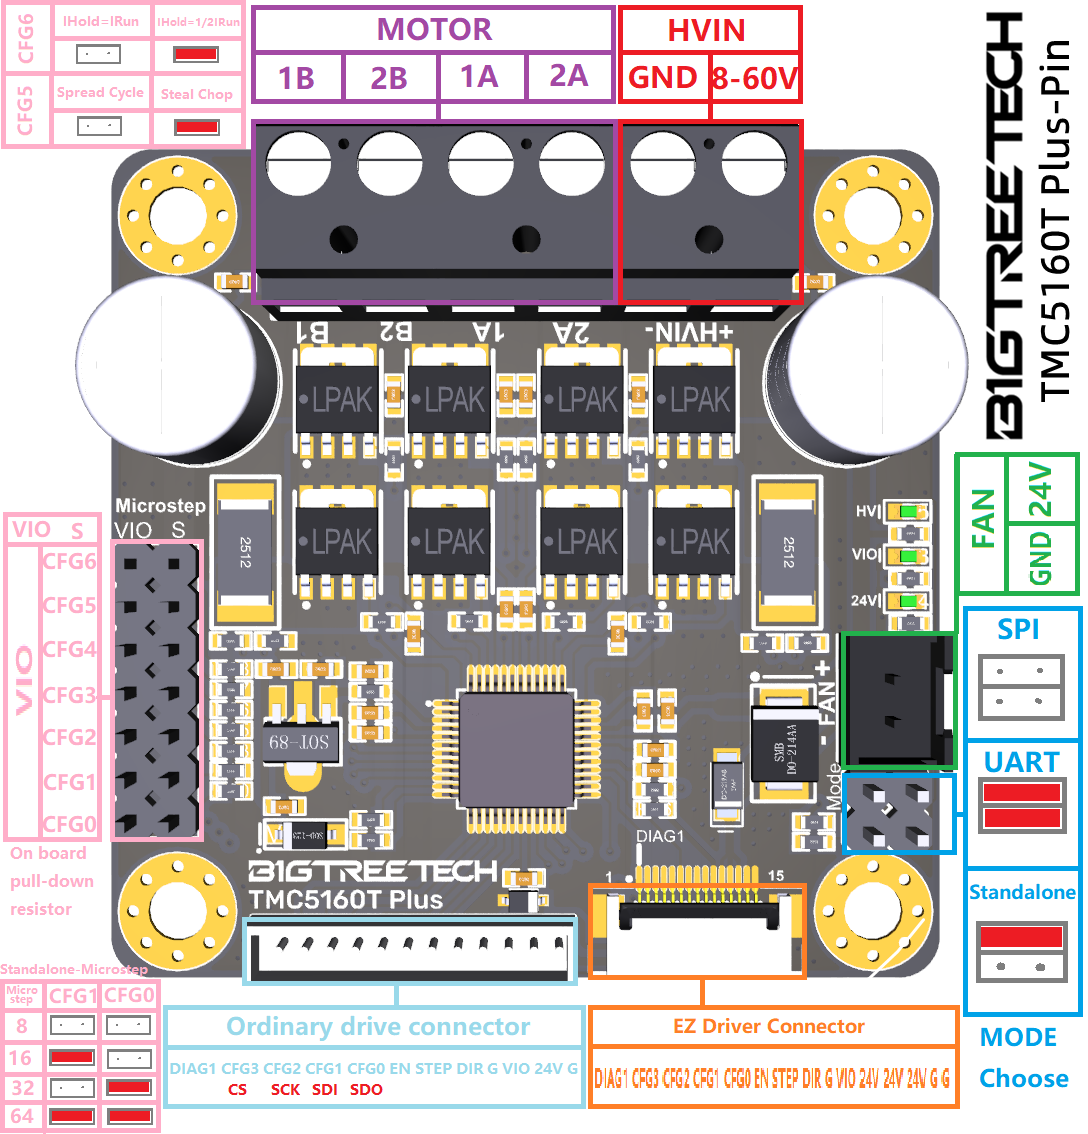 CFG6
IHold=IRun
IHold=1/2IRun
CFG5
Spread Cycle
Steal Chop
MOTOR
1B 2B 1A 2A
HVIN
GND 8-60V
BIGTREETECH
TMC5160T Plus-Pin
B1 B2 1A 2A -HVIN+
LPAK LPAK LPAK LPAK
LPAK LPAK LPAK LPAK
2512
2512
Microstep
VIO S
VIO S
VIO
CFG6
CFG5
CFG4
CFG3
CFG2
CFG1
CFG0
On board
pull-down
resistor
HV
VIO
24V
FAN
24V
GND
SPI
UART
Standalone
MODE
Choose
SOT-89
SMB
DO-214AA
+
FAN
-
Mode
DIAG1
1 15
BIGTREETECH
TMC5160T Plus
Standalone-Microstep
Micro
step
CFG1 CFG0
8
16
32
64
Ordinary drive connector
DIAG1 CFG3 CFG2 CFG1 CFG0 EN STEP DIR G VIO 24V G
CS SCK SDI SDO
EZ Driver Connector
DIAG1 CFG3 CFG2 CFG1 CFG0 EN STEP DIR G VIO 24V 24V 24V G G